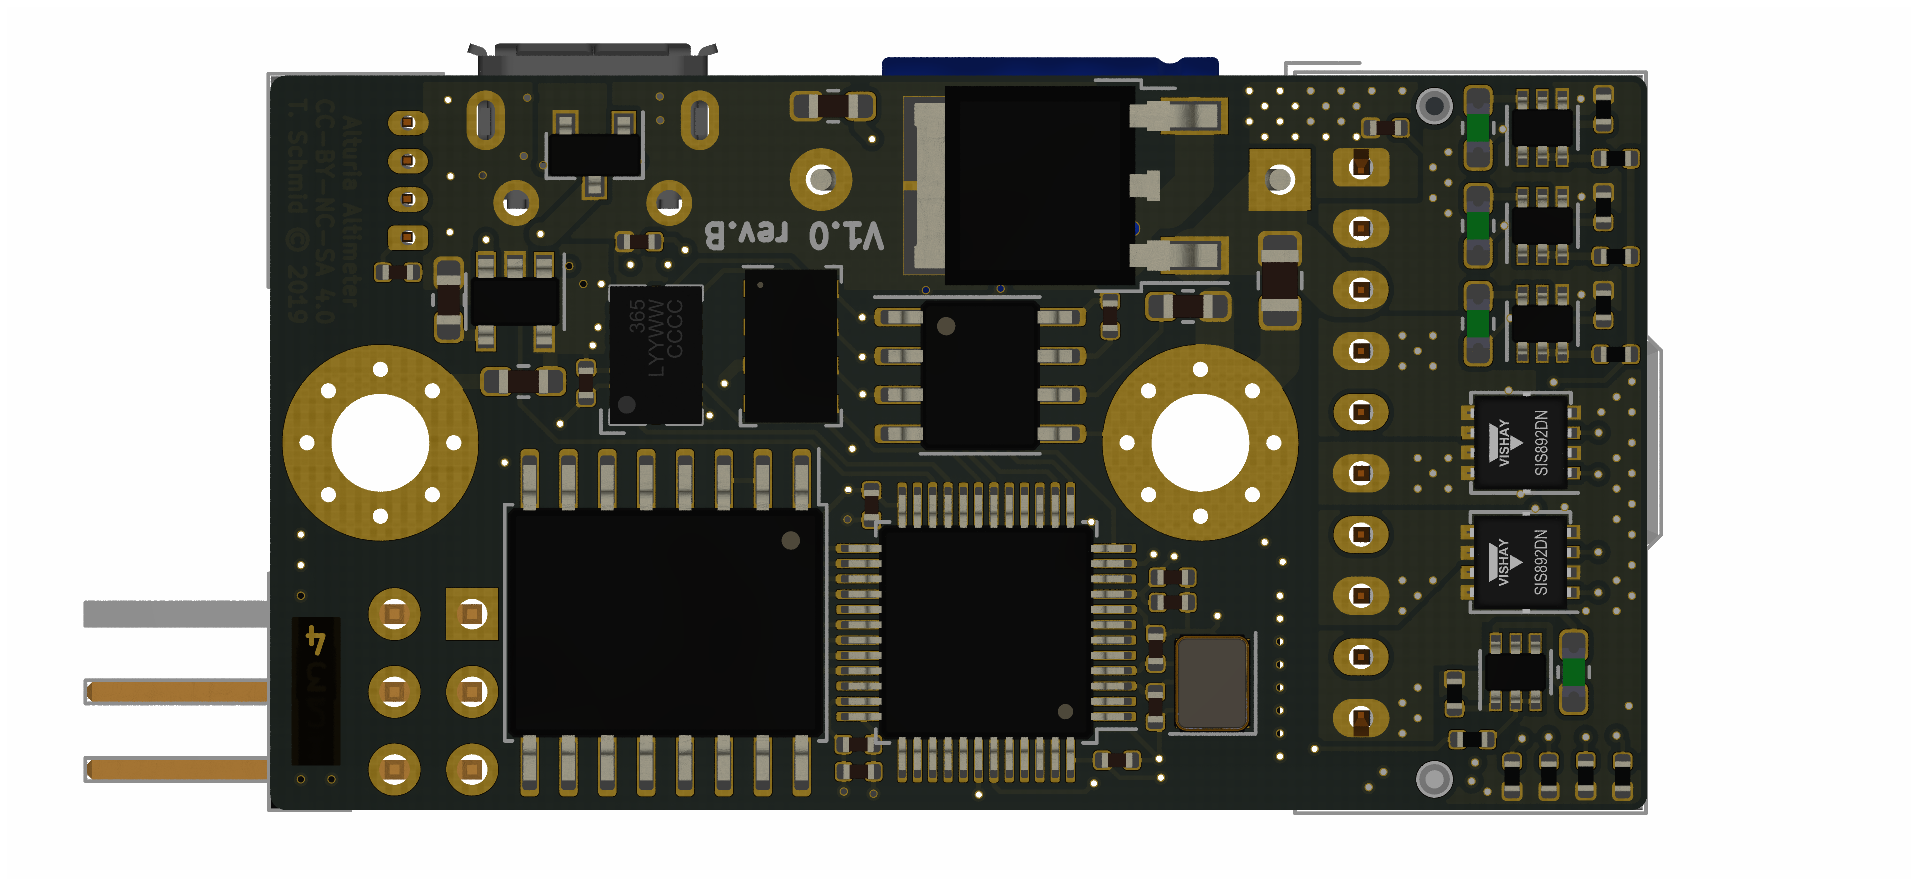 Alturia Altimeter
CC-BY-NC-SA 4.0
T. Schmid © 2019
V1.0 rev.B
365
LYYWW
CCCC
VISHAY
SIS892DN
VISHAY
SIS892DN
4